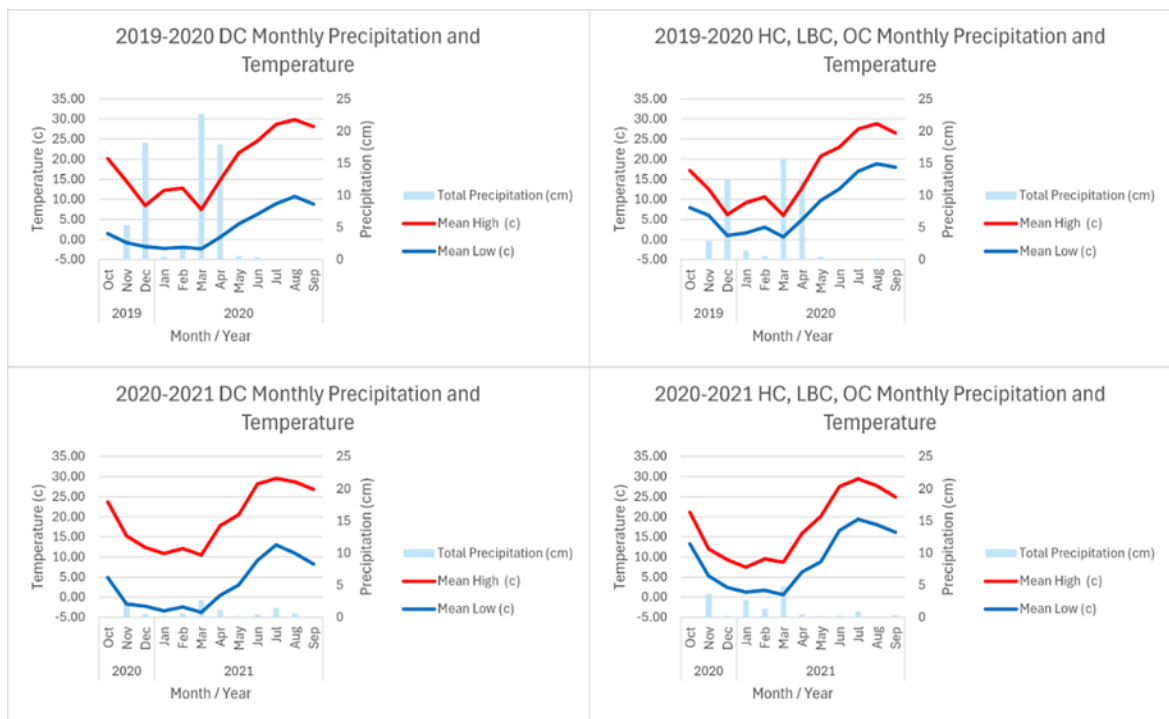 2019-2020 DC Monthly Precipitation and
Temperature
Temperature (c)
35.00
30.00
25.00
20.00
15.00
10.00
5.00
0.00
-5.00
Oct
Nov
Dec
Jan
Feb
Mar
Apr
May
Jun
Jul
Aug
Sep
2019
2020
Month / Year
25
20
15
10
5
0
Precipitation (cm)
Total Precipitation (cm)
Mean High (c)
Mean Low (c)
2019-2020 HC, LBC, OC Monthly Precipitation and
Temperature
Temperature (c)
35.00
30.00
25.00
20.00
15.00
10.00
5.00
0.00
-5.00
Oct
Nov
Dec
Jan
Feb
Mar
Apr
May
Jun
Jul
Aug
Sep
2019
2020
Month / Year
25
20
15
10
5
0
Precipitation (cm)
Total Precipitation (cm)
Mean High (c)
Mean Low (c)
2020-2021 DC Monthly Precipitation and
Temperature
Temperature (c)
35.00
30.00
25.00
20.00
15.00
10.00
5.00
0.00
-5.00
Oct
Nov
Dec
Jan
Feb
Mar
Apr
May
Jun
Jul
Aug
Sep
2020
2021
Month / Year
25
20
15
10
5
0
Precipitation (cm)
Total Precipitation (cm)
Mean High (c)
Mean Low (c)
2020-2021 HC, LBC, OC Monthly Precipitation and
Temperature
Temperature (c)
35.00
30.00
25.00
20.00
15.00
10.00
5.00
0.00
-5.00
Oct
Nov
Dec
Jan
Feb
Mar
Apr
May
Jun
Jul
Aug
Sep
2020
2021
Month / Year
25
20
15
10
5
0
Precipitation (cm)
Total Precipitation (cm)
Mean High (c)
Mean Low (c)